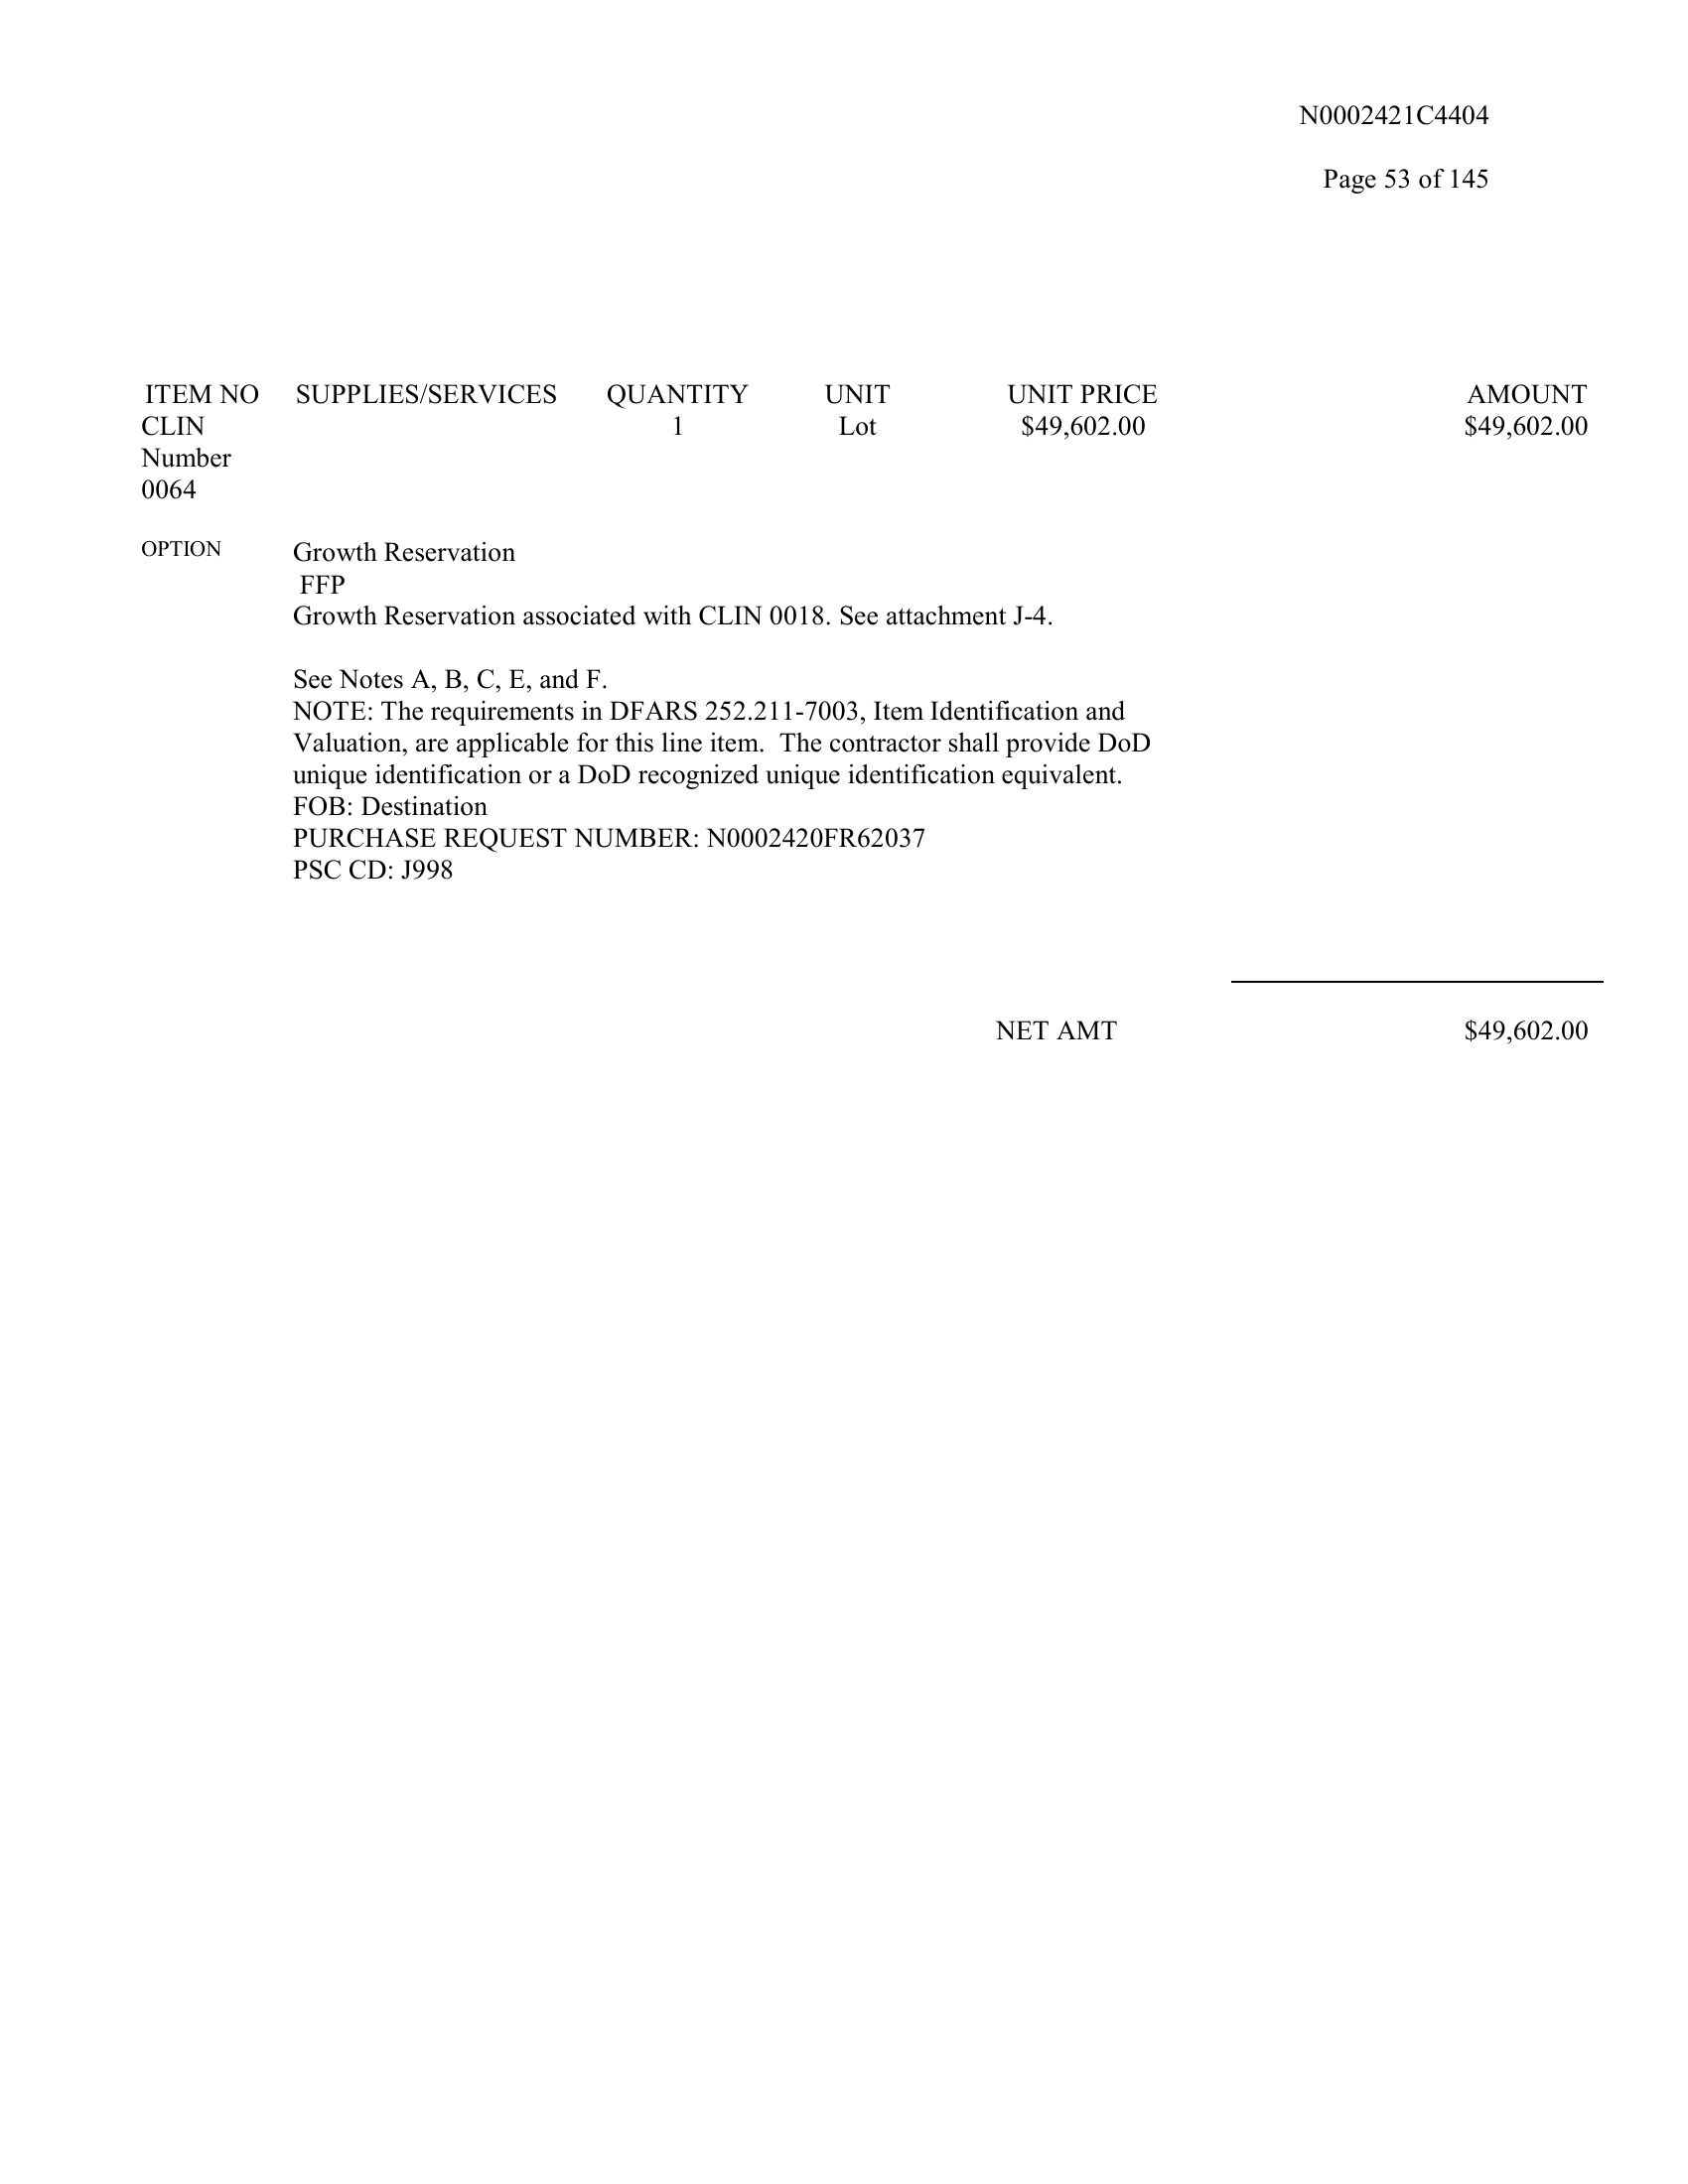 N0002421C4404
Page 53 of 145
ITEM NO SUPPLIES/SERVICES QUANTITY UNIT UNIT PRICE AMOUNT
CLIN 1 Lot $49,602.00 $49,602.00
Number
0064
OPTION Growth Reservation
FFP
Growth Reservation associated with CLIN 0018. See attachment J-4.
See Notes A, B, C, E, and F.
NOTE: The requirements in DFARS 252.211-7003, Item Identification and
Valuation, are applicable for this line item.  The contractor shall provide DoD
unique identification or a DoD recognized unique identification equivalent.
FOB: Destination
PURCHASE REQUEST NUMBER: N0002420FR62037
PSC CD: J998
NET AMT $49,602.00